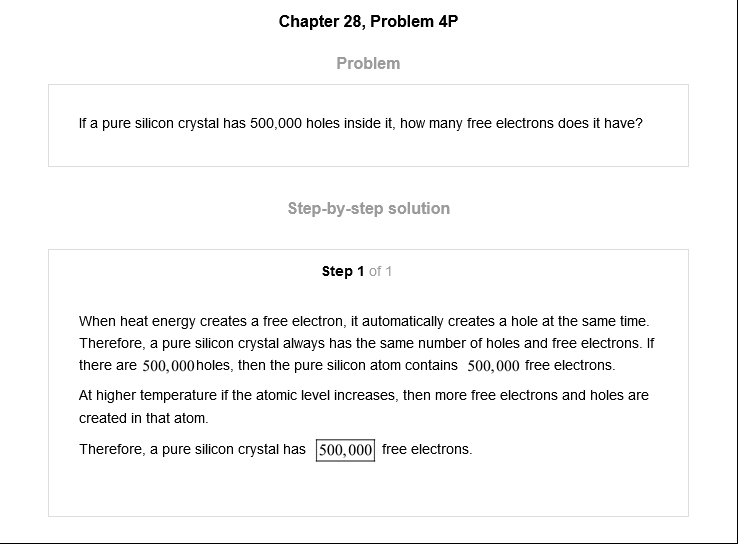 Chapter 28, Problem 4P
Problem
If a pure silicon crystal has 500,000 holes inside it, how many free electrons does it have?
Step-by-step solution
Step 1 of 1
When heat energy creates a free electron, it automatically creates a hole at the same time.
Therefore, a pure silicon crystal always has the same number of holes and free electrons. If
there are 500,000 holes, then the pure silicon atom contains 500,000 free electrons.
At higher temperature if the atomic level increases, then more free electrons and holes are
created in that atom.
Therefore, a pure silicon crystal has 500,000 free electrons.